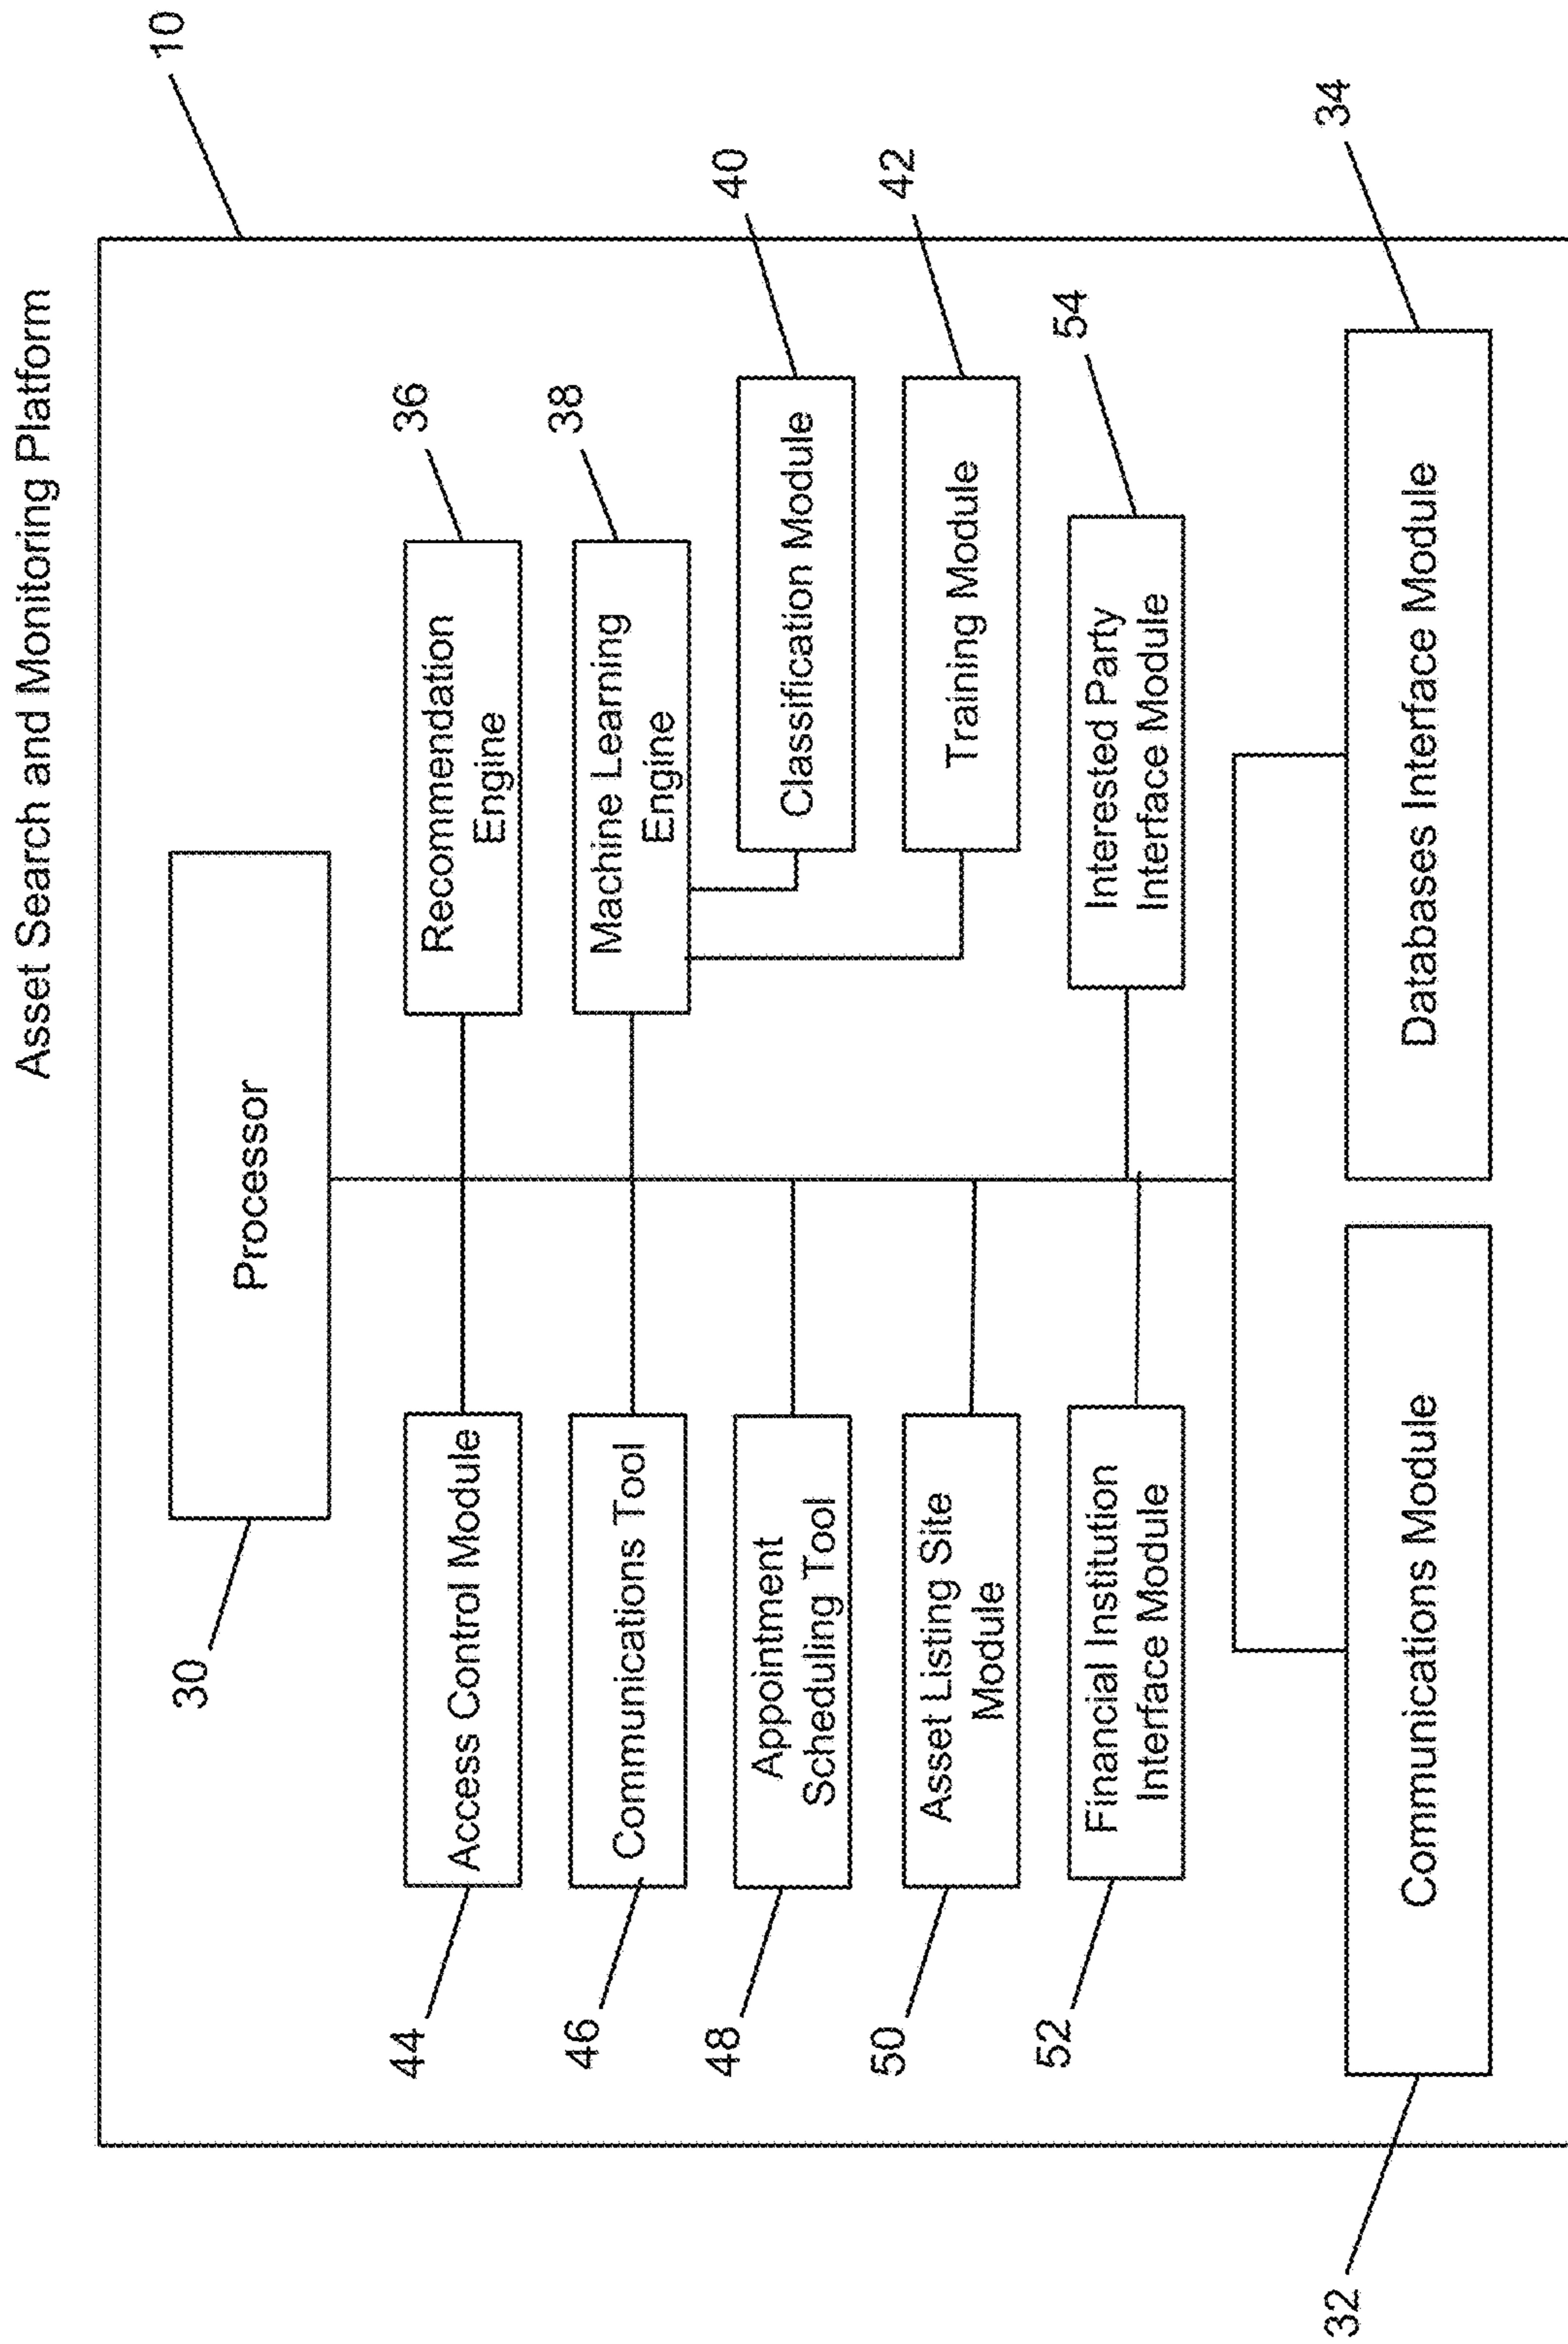 Asset Search and Monitoring Platform
10
Processor
30
44
Access Control Module
Recommendation
Engine
36
46
Communications Tool
Machine Learning
Engine
38
48
Appointment
Scheduling Tool
Classification Module
40
50
Asset Listing Site
Module
Training Module
42
52
Financial Institution
Interface Module
Interested Party
Interface Module
54
32
Communications Module
Databases Interface Module
34